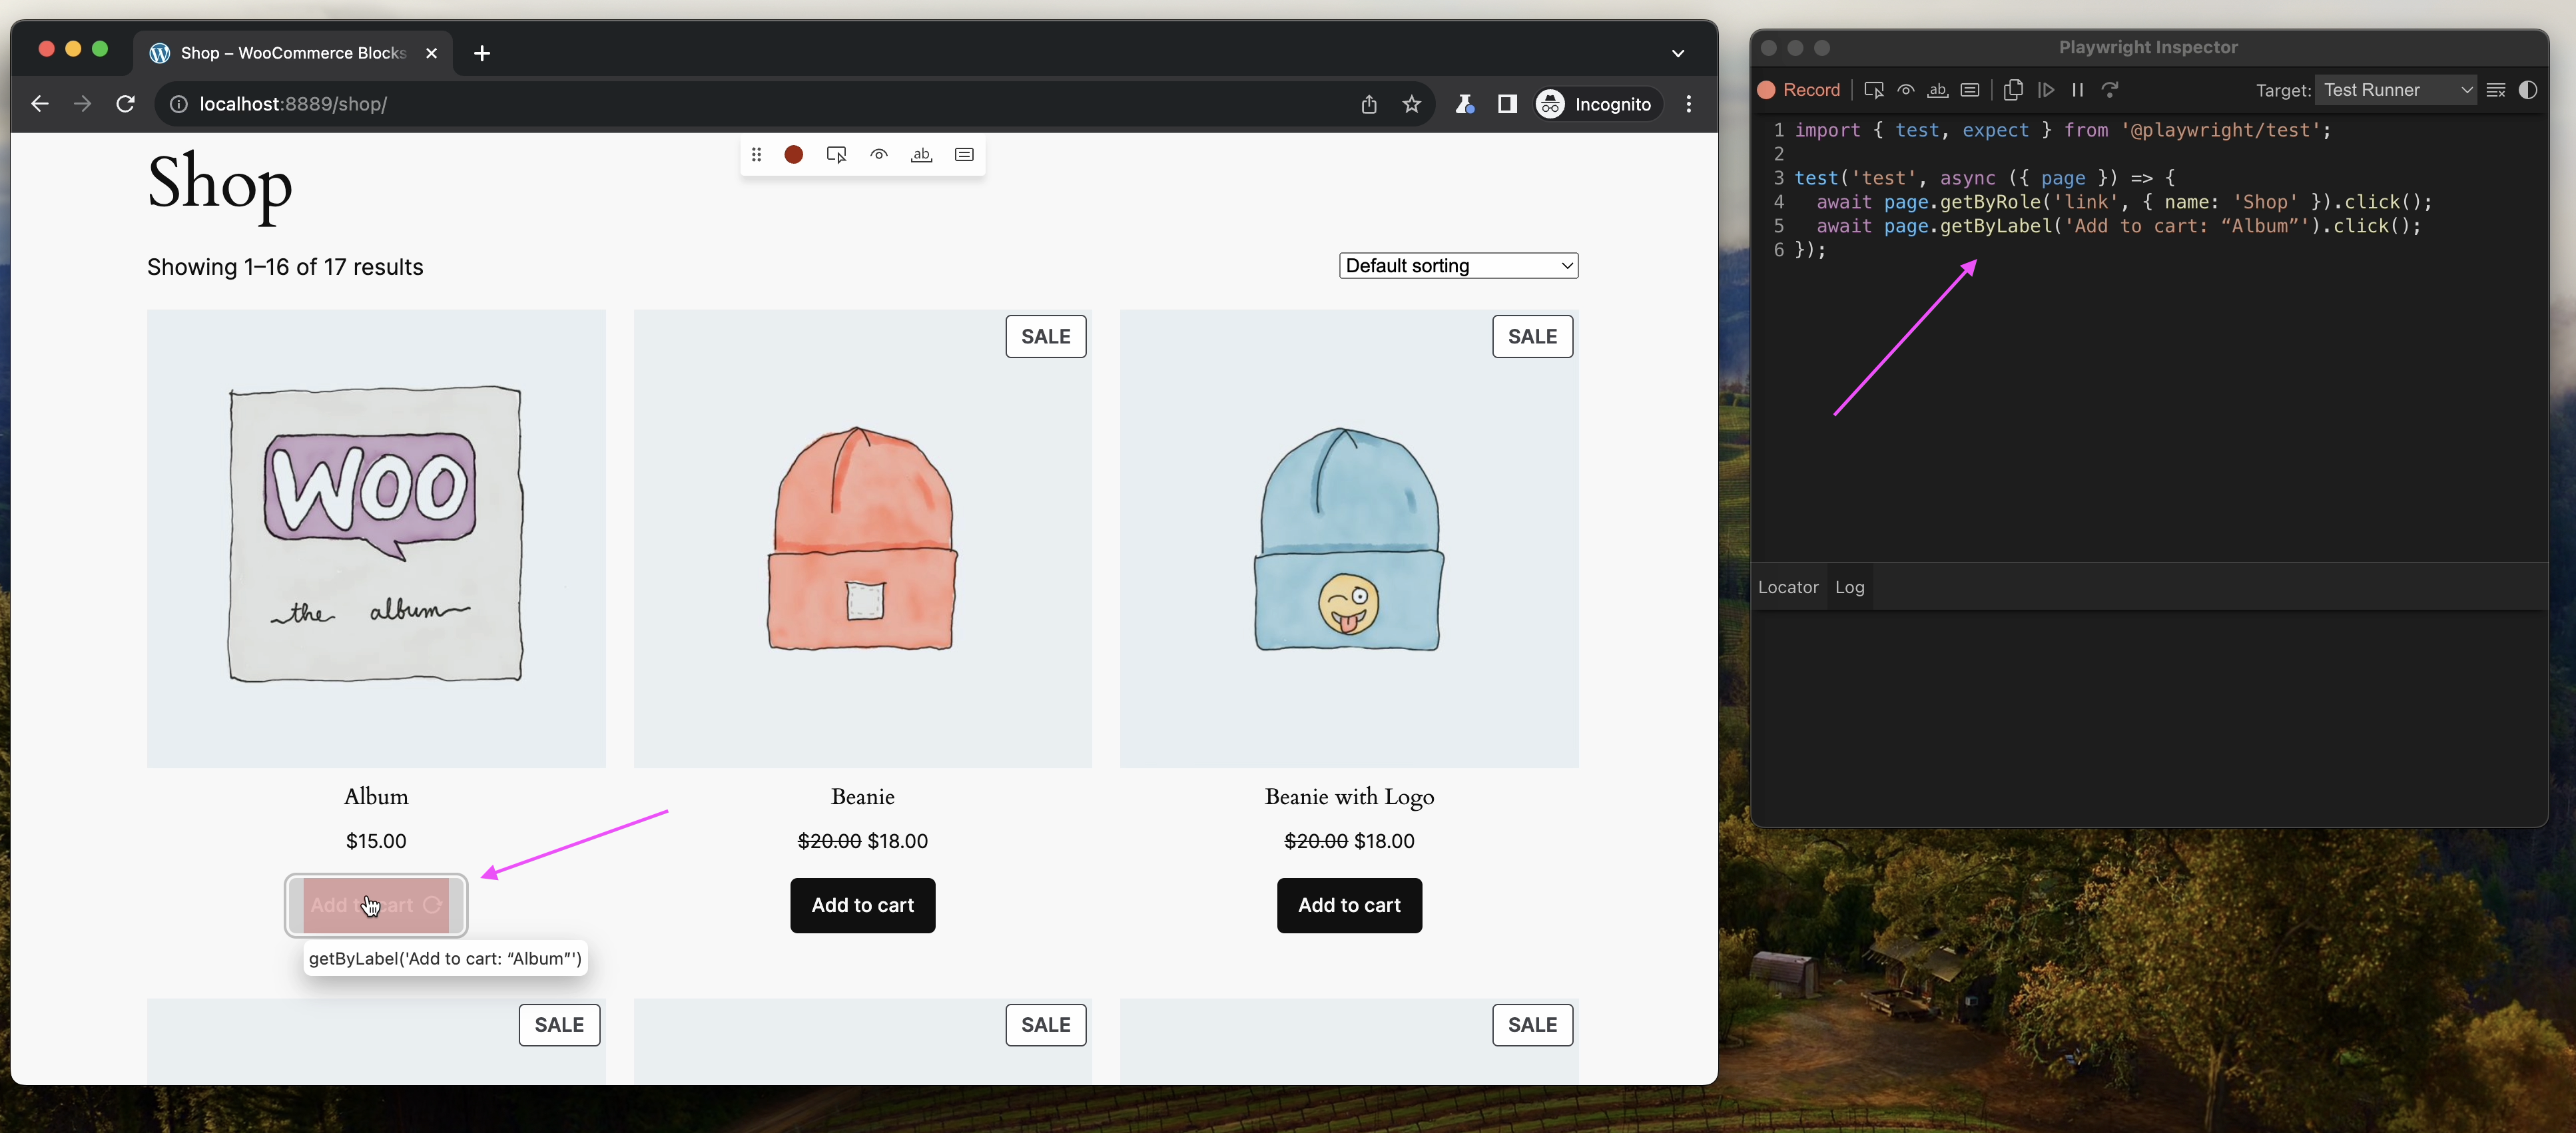 Shop – WooCommerce Blocks
localhost:8889/shop/
Incognito
Shop
Showing 1–16 of 17 results
Default sorting
SALE
SALE
WOO
the album
Album
Beanie
Beanie with Logo
$15.00
$20.00 $18.00
$20.00 $18.00
Add to cart
Add to cart
Add to cart
getByLabel('Add to cart: “Album”')
SALE
SALE
SALE
Playwright Inspector
Record
ab
Target: Test Runner
1 import { test, expect } from '@playwright/test';
2
3 test('test', async ({ page }) => {
4   await page.getByRole('link', { name: 'Shop' }).click();
5   await page.getByLabel('Add to cart: “Album”').click();
6 });
Locator Log